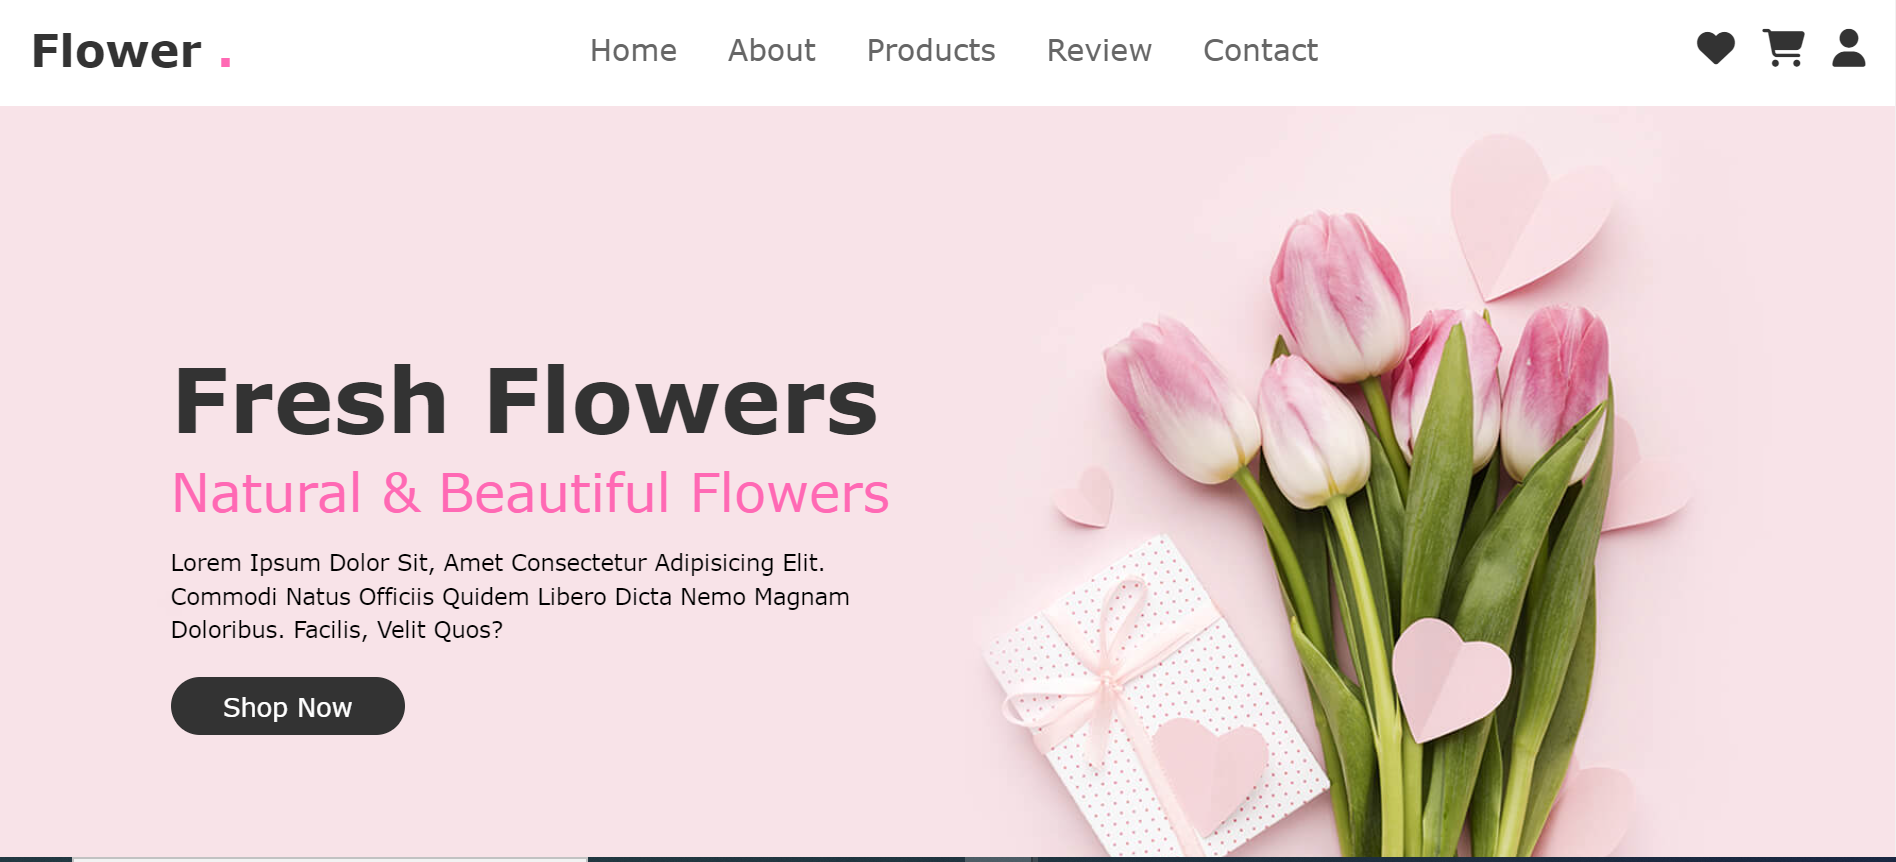 Flower .
Home About Products Review Contact
Fresh Flowers
Natural & Beautiful Flowers
Lorem Ipsum Dolor Sit, Amet Consectetur Adipisicing Elit.
Commodi Natus Officiis Quidem Libero Dicta Nemo Magnam
Doloribus. Facilis, Velit Quos?
Shop Now